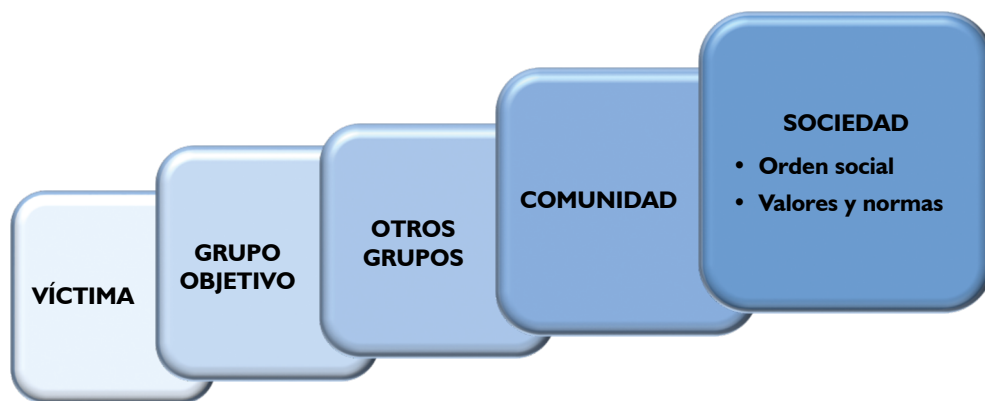 VÍCTIMA
GRUPO
OBJETIVO
OTROS
GRUPOS
COMUNIDAD
SOCIEDAD
• Orden social
• Valores y normas